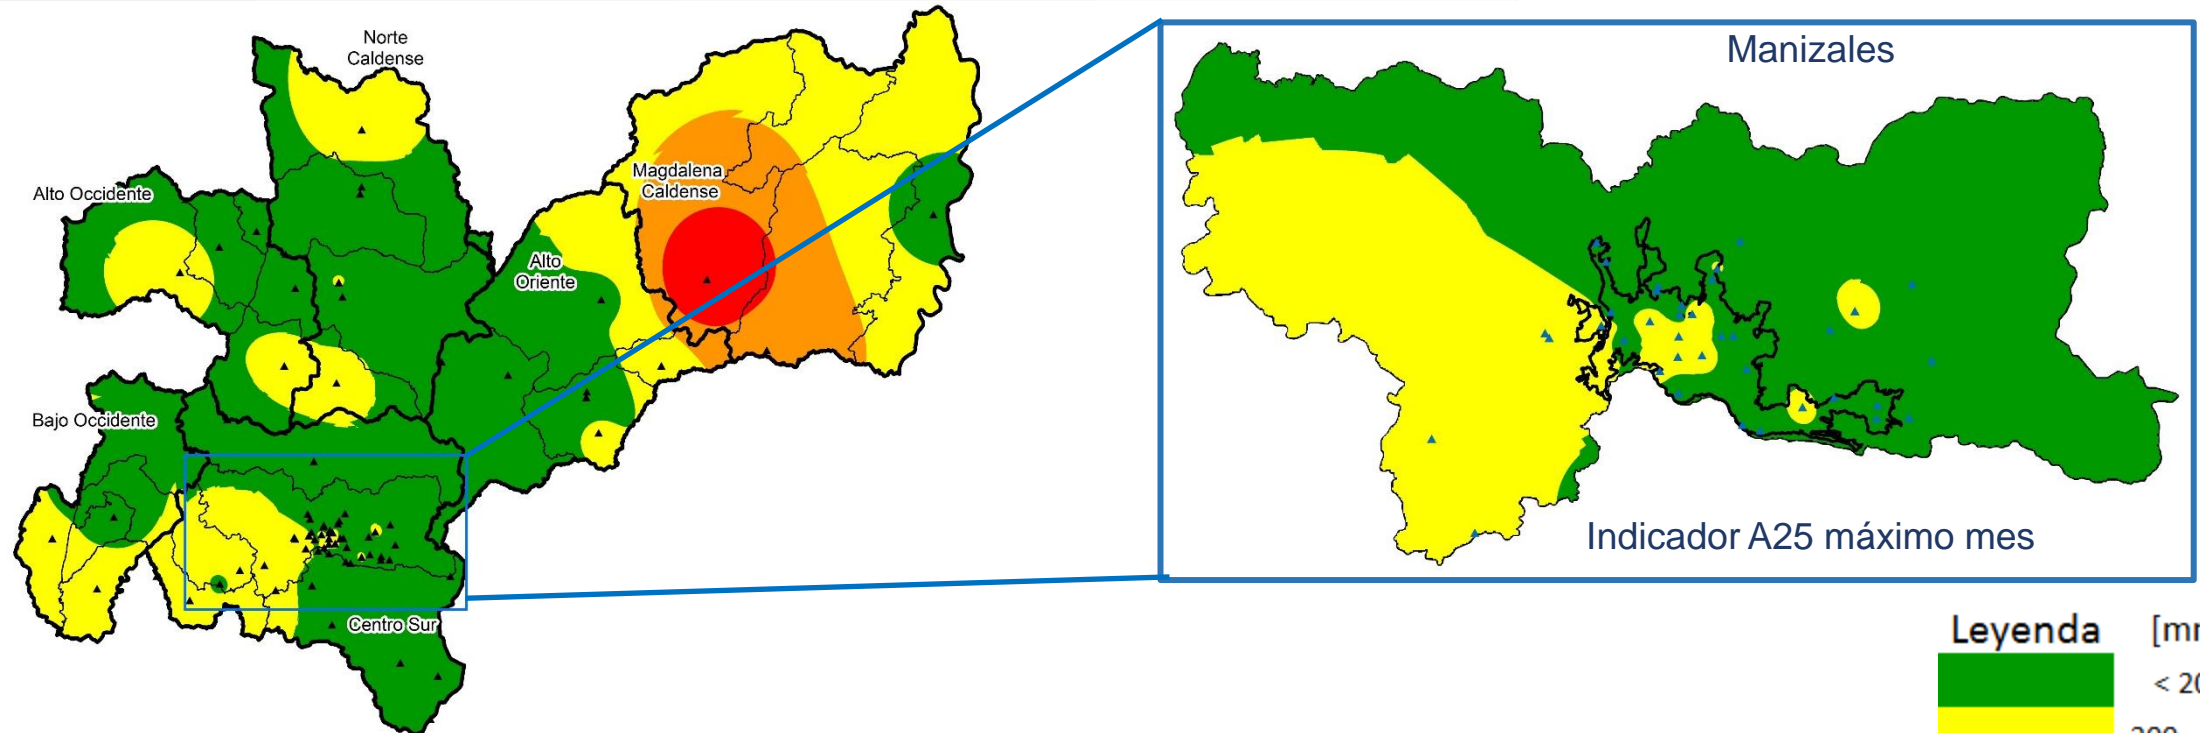 Norte
Caldense
Manizales
Alto Occidente
Magdalena
Caldense
Alto
Oriente
Bajo Occidente
Indicador A25 máximo mes
Centro Sur
Leyenda